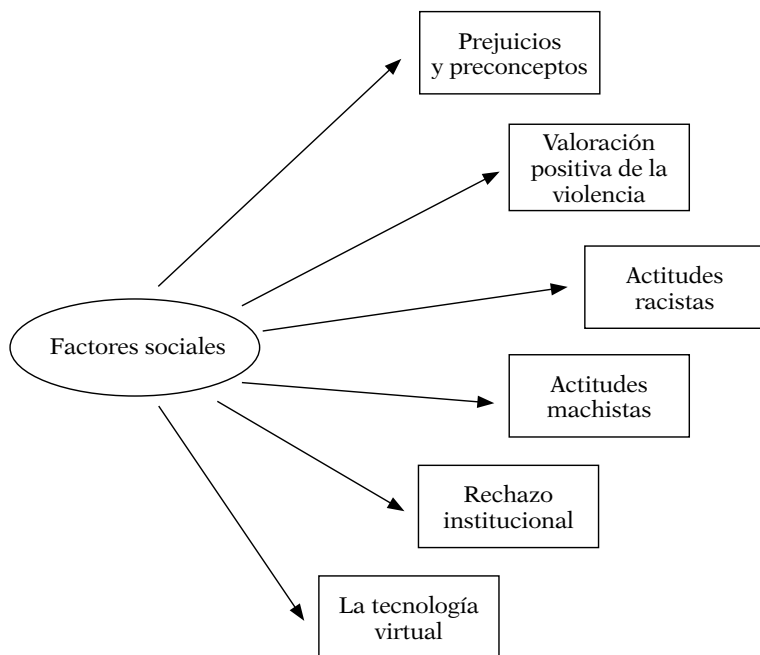 Prejuicios
y preconceptos
Valoración
positiva de la
violencia
Actitudes
racistas
Factores sociales
Actitudes
machistas
Rechazo
institucional
La tecnología
virtual